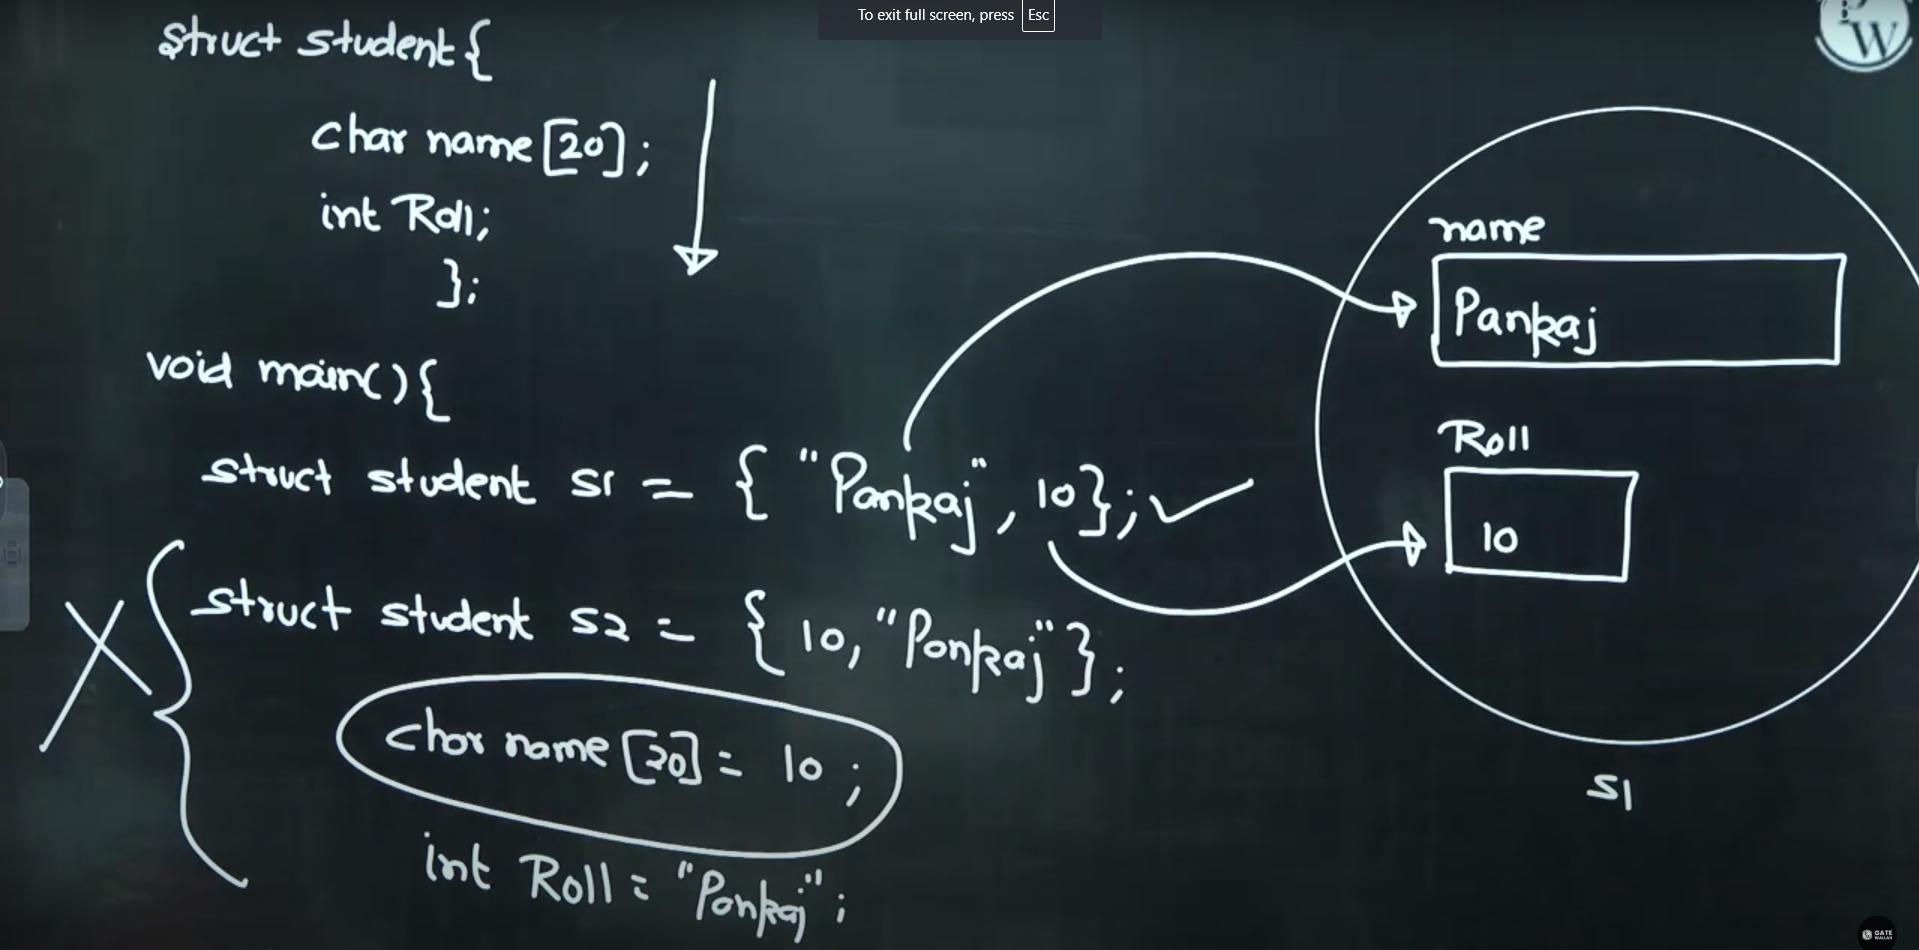 To exit full screen, press Esc
PW
struct student {
char name [20];
int Roll;
};
void main() {
struct student s1 = { "Pankaj", 10};
struct student s2 = { 10, "Pankaj" };
char name [20] = 10 ;
int Roll = "Pankaj" ;
name
Pankaj
Roll
10
S1
GATE
WALLAH